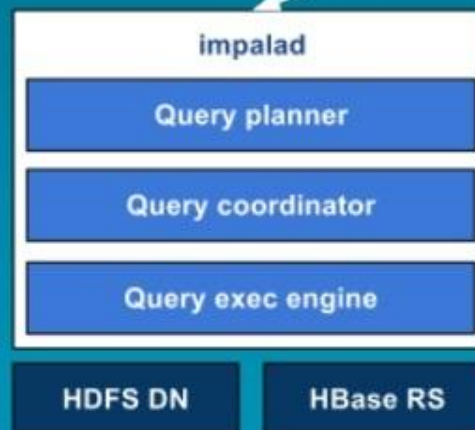 impalad
Query planner
Query coordinator
Query exec engine
HDFS DN
HBase RS